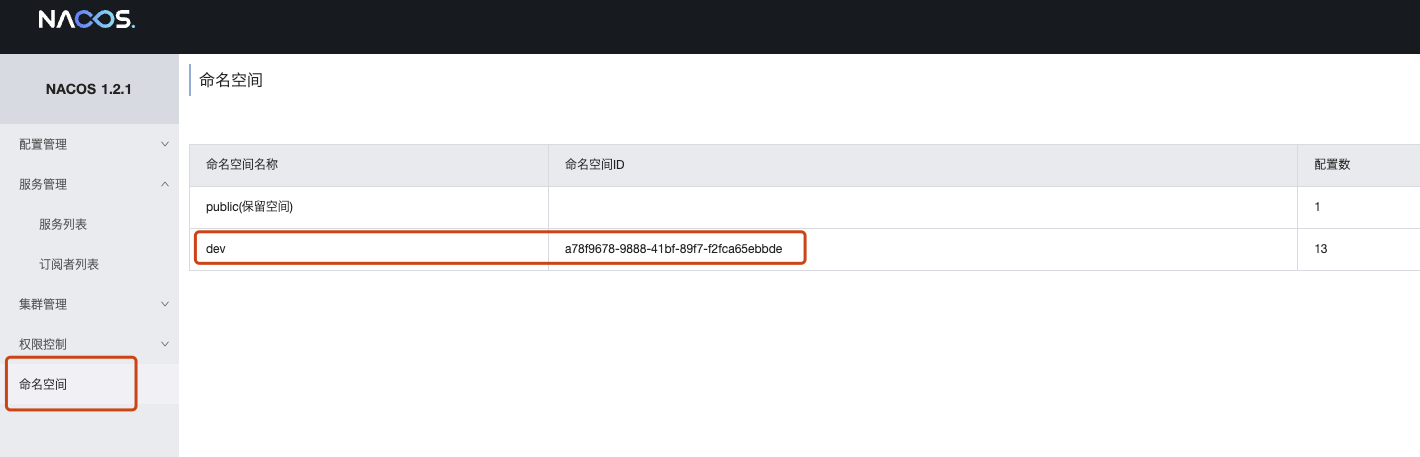 NACOS.
NACOS 1.2.1
配置管理
服务管理
服务列表
订阅者列表
集群管理
权限控制
命名空间
命名空间
命名空间名称 命名空间ID 配置数
public(保留空间) 1
dev a78f9678-9888-41bf-89f7-f2fca65ebbde 13